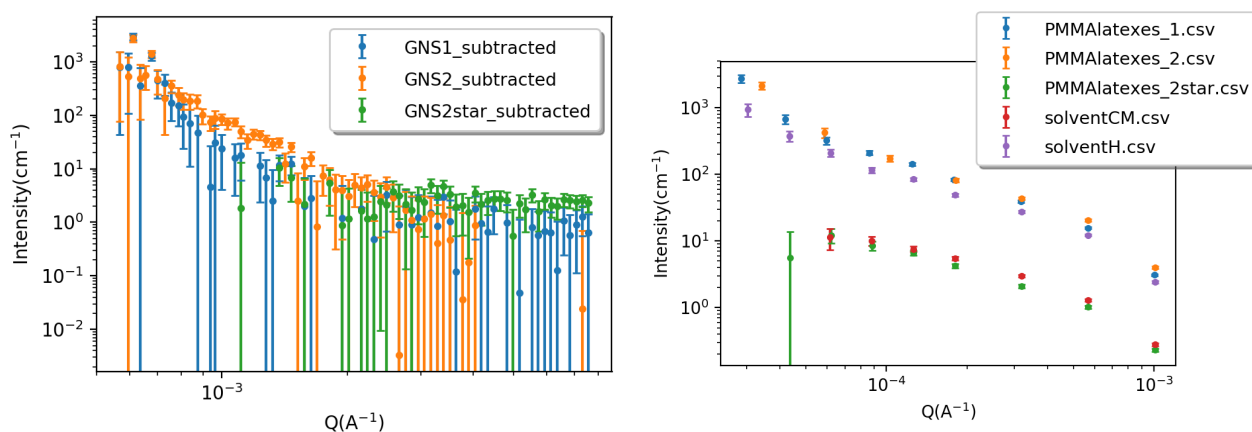 GNS1_subtracted
GNS2_subtracted
GNS2star_subtracted
Intensity(cm⁻¹)
10³
10²
10¹
10⁰
10⁻¹
10⁻²
10⁻³
Q(A⁻¹)
PMMAlatexes_1.csv
PMMAlatexes_2.csv
PMMAlatexes_2star.csv
solventCM.csv
solventH.csv
Intensity(cm⁻¹)
10³
10²
10¹
10⁰
10⁻⁴
10⁻³
Q(A⁻¹)